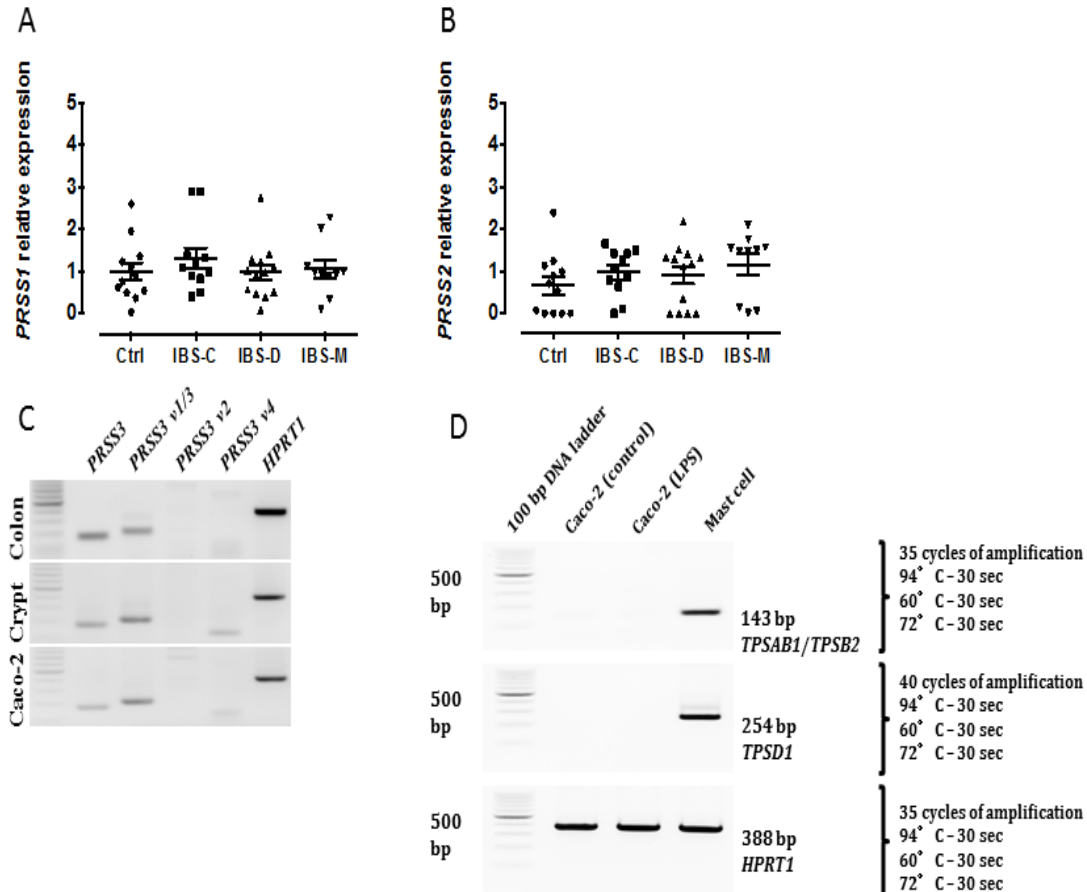 A
PRSS1 relative expression
5
4
3
2
1
0
Ctrl IBS-C IBS-D IBS-M
B
PRSS2 relative expression
5
4
3
2
1
0
Ctrl IBS-C IBS-D IBS-M
C
PRSS3
PRSS3 v1/3
PRSS3 v2
PRSS3 v4
HPRT1
Colon
Crypt
Caco-2
D
100 bp DNA ladder
Caco-2 (control)
Caco-2 (LPS)
Mast cell
500
bp
143 bp
TPSAB1/TPSB2
35 cycles of amplification
94° C – 30 sec
60° C – 30 sec
72° C – 30 sec
500
bp
254 bp
TPSD1
40 cycles of amplification
94° C – 30 sec
60° C – 30 sec
72° C – 30 sec
500
bp
388 bp
HPRT1
35 cycles of amplification
94° C – 30 sec
60° C – 30 sec
72° C – 30 sec